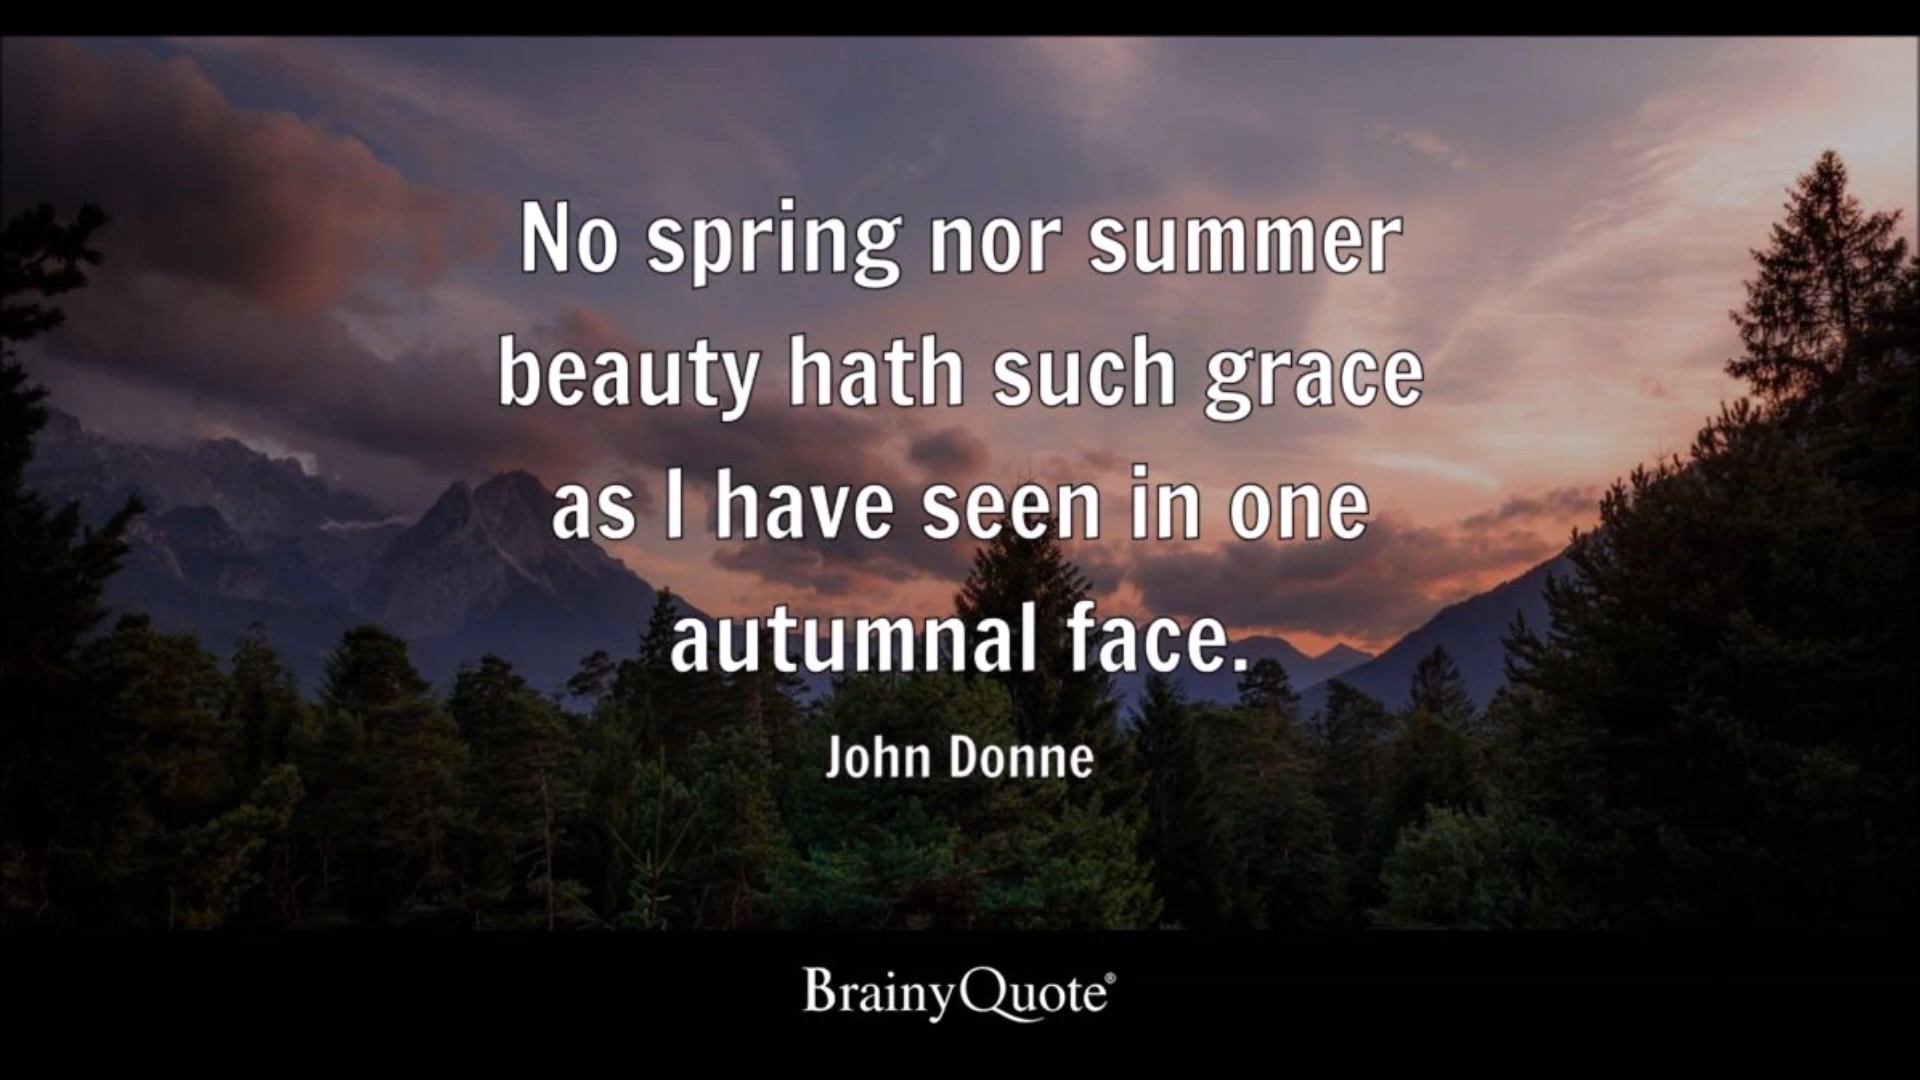 No spring nor summer
beauty hath such grace
as I have seen in one
autumnal face.
John Donne
BrainyQuote®